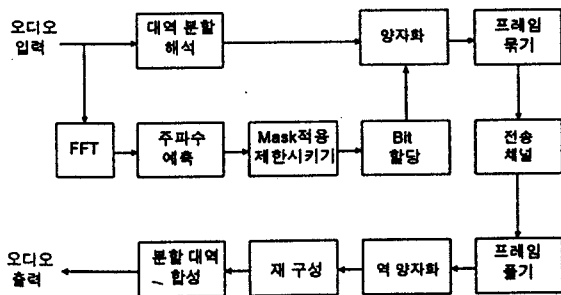 오디오
입력
대역 분할
해석
양자화
프레임
묶기
FFT
주파수
예측
Mask적용
제한시키기
Bit
할당
전송
채널
오디오
출력
분할 대역
합성
재 구성
역 양자화
프레임
풀기